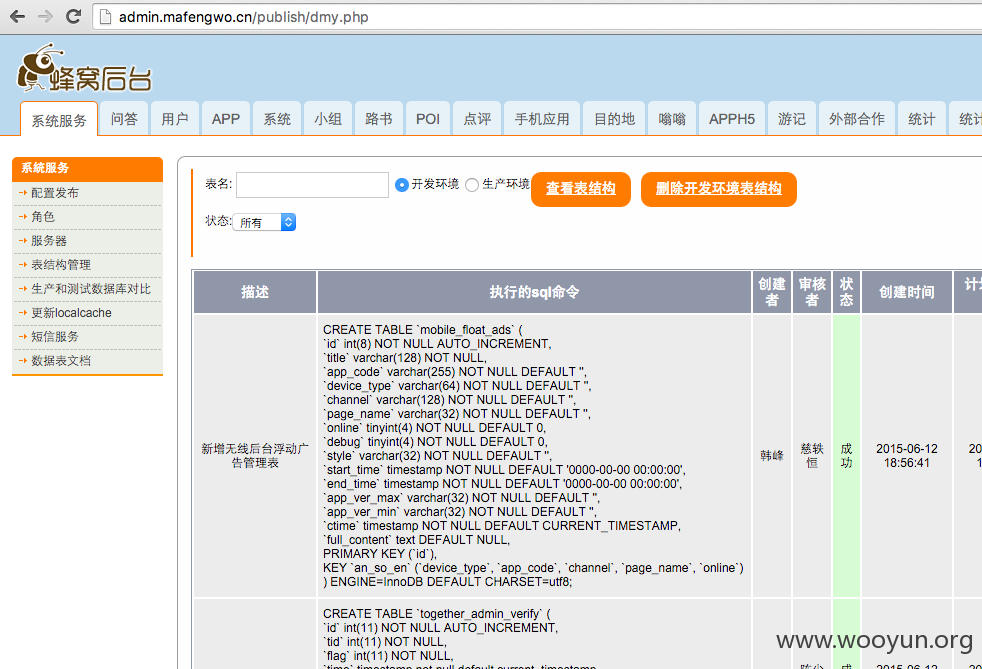 admin.mafengwo.cn/publish/dmy.php
蜂窝后台
系统服务 问答 用户 APP 系统 小组 路书 POI 点评 手机应用 目的地 嗡嗡 APPH5 游记 外部合作 统计 统计
系统服务
配置发布
角色
服务器
表结构管理
生产和测试数据库对比
更新localcache
短信服务
数据表文档
表名: 开发环境 生产环境 查看表结构 删除开发环境表结构
状态: 所有
描述 执行的sql命令 创建者 审核者 状态 创建时间 计
新增无线后台浮动广
告管理表
CREATE TABLE `mobile_float_ads` (
`id` int(8) NOT NULL AUTO_INCREMENT,
`title` varchar(128) NOT NULL,
`app_code` varchar(255) NOT NULL DEFAULT '',
`device_type` varchar(64) NOT NULL DEFAULT '',
`channel` varchar(128) NOT NULL DEFAULT '',
`page_name` varchar(32) NOT NULL DEFAULT '',
`online` tinyint(4) NOT NULL DEFAULT 0,
`debug` tinyint(4) NOT NULL DEFAULT 0,
`style` varchar(32) NOT NULL DEFAULT '',
`start_time` timestamp NOT NULL DEFAULT '0000-00-00 00:00:00',
`end_time` timestamp NOT NULL DEFAULT '0000-00-00 00:00:00',
`app_ver_max` varchar(32) NOT NULL DEFAULT '',
`app_ver_min` varchar(32) NOT NULL DEFAULT '',
`ctime` timestamp NOT NULL DEFAULT CURRENT_TIMESTAMP,
`full_content` text DEFAULT NULL,
PRIMARY KEY (`id`),
KEY `an_so_en` (`device_type`, `app_code`, `channel`, `page_name`, `online`)
) ENGINE=InnoDB DEFAULT CHARSET=utf8;
韩峰
慈轶
恒
成
功
2015-06-12
18:56:41
20
1
CREATE TABLE `together_admin_verify` (
`id` int(11) NOT NULL AUTO_INCREMENT,
`tid` int(11) NOT NULL,
`flag` int(11) NOT NULL,
www.wooyun.org